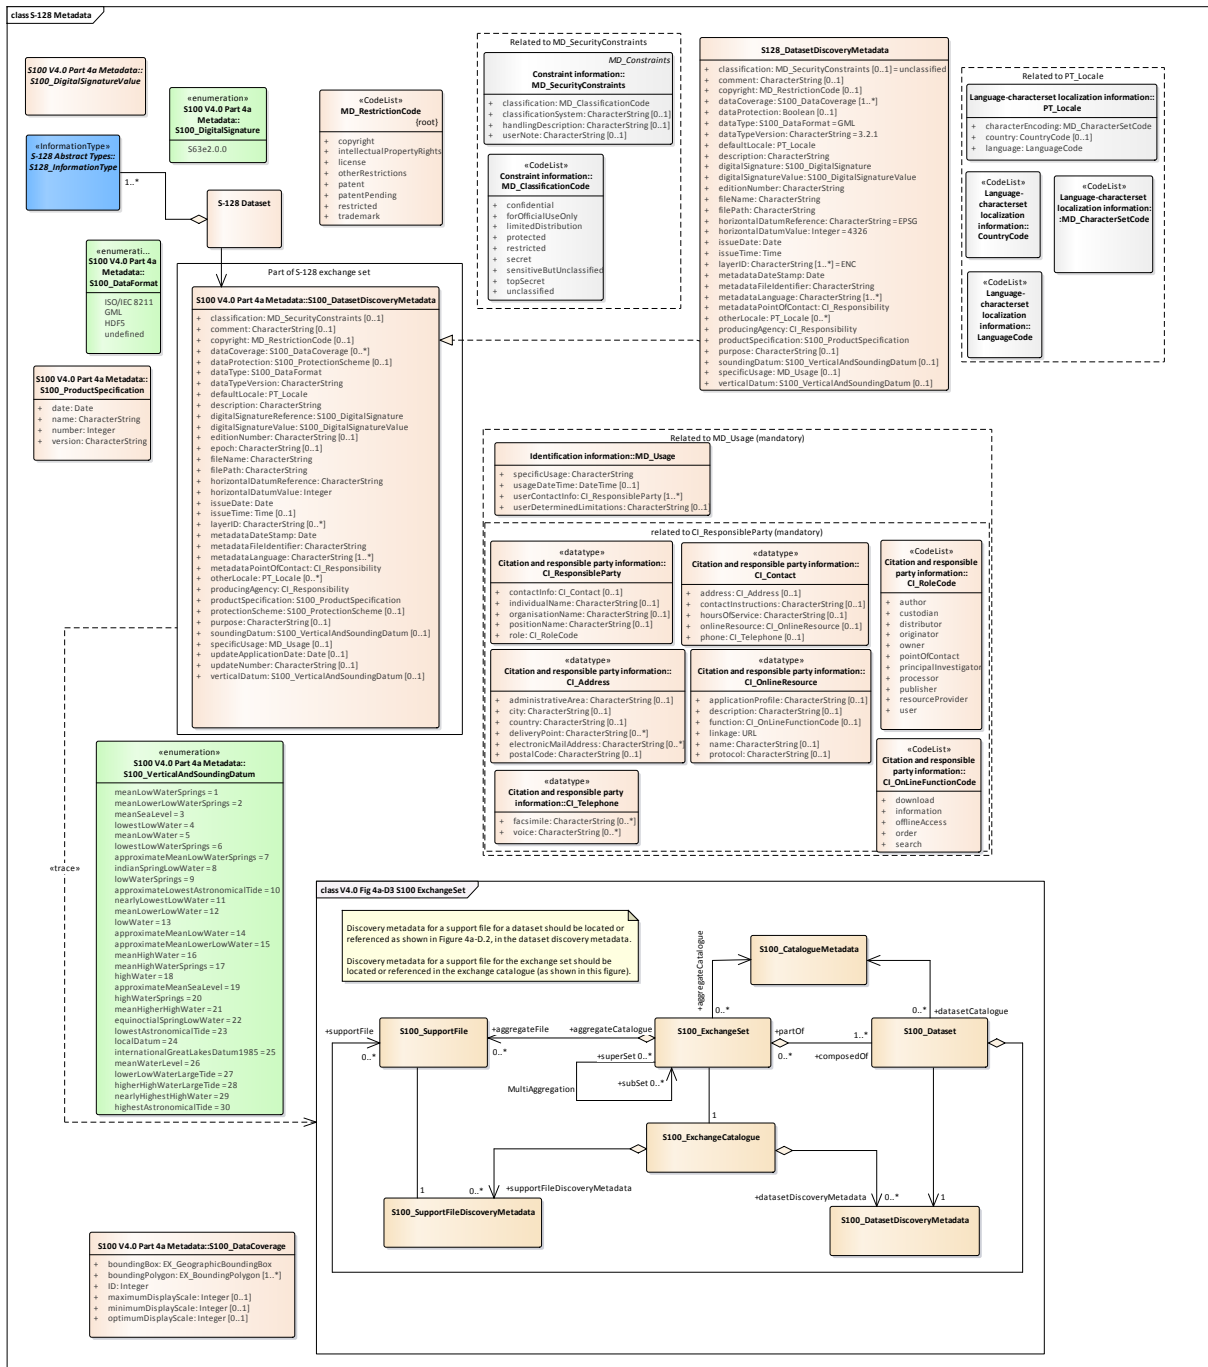 class S-128 Metadata
S100 V4.0 Part 4a Metadata::
S100_DigitalSignatureValue
«enumeration»
S100 V4.0 Part 4a
Metadata::
S100_DigitalSignature
S63e2.0.0
«InformationType»
S-128 Abstract Types::
S128_InformationType
1..*
S-128 Dataset
«CodeList»
MD_RestrictionCode
{root}
+ copyright
+ intellectualPropertyRights
+ license
+ otherRestrictions
+ patent
+ patentPending
+ restricted
+ trademark
Related to MD_SecurityConstraints
MD_Constraints
Constraint information::
MD_SecurityConstraints
+ classification: MD_ClassificationCode
+ classificationSystem: CharacterString [0..1]
+ handlingDescription: CharacterString [0..1]
+ userNote: CharacterString [0..1]
«CodeList»
Constraint information::
MD_ClassificationCode
+ confidential
+ forOfficialUseOnly
+ limitedDistribution
+ protected
+ restricted
+ secret
+ sensitiveButUnclassified
+ topSecret
+ unclassified
S128_DatasetDiscoveryMetadata
+ classification: MD_SecurityConstraints [0..1] = unclassified
+ comment: CharacterString [0..1]
+ copyright: MD_RestrictionCode [0..1]
+ dataCoverage: S100_DataCoverage [1..*]
+ dataProtection: Boolean [0..1]
+ dataType: S100_DataFormat = GML
+ dataTypeVersion: CharacterString = 3.2.1
+ defaultLocale: PT_Locale
+ description: CharacterString
+ digitalSignature: S100_DigitalSignature
+ digitalSignatureValue: S100_DigitalSignatureValue
+ editionNumber: CharacterString
+ fileName: CharacterString
+ filePath: CharacterString
+ horizontalDatumReference: CharacterString = EPSG
+ horizontalDatumValue: Integer = 4326
+ issueDate: Date
+ issueTime: Time
+ layerID: CharacterString [1..*] = ENC
+ metadataDateStamp: Date
+ metadataFileIdentifier: CharacterString
+ metadataLanguage: CharacterString [1..*]
+ metadataPointOfContact: CI_Responsibility
+ otherLocale: PT_Locale [0..*]
+ producingAgency: CI_Responsibility
+ productSpecification: S100_ProductSpecification
+ purpose: CharacterString [0..1]
+ soundingDatum: S100_VerticalAndSoundingDatum [0..1]
+ specificUsage: MD_Usage [0..1]
+ verticalDatum: S100_VerticalAndSoundingDatum [0..1]
Related to PT_Locale
Language-characterset localization information::
PT_Locale
+ characterEncoding: MD_CharacterSetCode
+ country: CountryCode [0..1]
+ language: LanguageCode
«CodeList»
Language-
characterset
localization
information::
CountryCode
«CodeList»
Language-characterset
localization information:
:MD_CharacterSetCode
«CodeList»
Language-
characterset
localization
information::
LanguageCode
«enumerati...
S100 V4.0 Part 4a
Metadata::
S100_DataFormat
ISO/IEC 8211
GML
HDF5
undefined
S100 V4.0 Part 4a Metadata::
S100_ProductSpecification
+ date: Date
+ name: CharacterString
+ number: Integer
+ version: CharacterString
Part of S-128 exchange set
S100 V4.0 Part 4a Metadata::S100_DatasetDiscoveryMetadata
+ classification: MD_SecurityConstraints [0..1]
+ comment: CharacterString [0..1]
+ copyright: MD_RestrictionCode [0..1]
+ dataCoverage: S100_DataCoverage [0..*]
+ dataProtection: S100_ProtectionScheme [0..1]
+ dataType: S100_DataFormat
+ dataTypeVersion: CharacterString
+ defaultLocale: PT_Locale
+ description: CharacterString
+ digitalSignatureReference: S100_DigitalSignature
+ digitalSignatureValue: S100_DigitalSignatureValue
+ editionNumber: CharacterString [0..1]
+ epoch: CharacterString [0..1]
+ fileName: CharacterString
+ filePath: CharacterString
+ horizontalDatumReference: CharacterString
+ horizontalDatumValue: Integer
+ issueDate: Date
+ issueTime: Time [0..1]
+ layerID: CharacterString [0..*]
+ metadataDateStamp: Date
+ metadataFileIdentifier: CharacterString
+ metadataLanguage: CharacterString [1..*]
+ metadataPointOfContact: CI_Responsibility
+ otherLocale: PT_Locale [0..*]
+ producingAgency: CI_Responsibility
+ productSpecification: S100_ProductSpecification
+ protectionScheme: S100_ProtectionScheme [0..1]
+ purpose: CharacterString [0..1]
+ soundingDatum: S100_VerticalAndSoundingDatum [0..1]
+ specificUsage: MD_Usage [0..1]
+ updateApplicationDate: Date [0..1]
+ updateNumber: CharacterString [0..1]
+ verticalDatum: S100_VerticalAndSoundingDatum [0..1]
Related to MD_Usage (mandatory)
Identification information::MD_Usage
+ specificUsage: CharacterString
+ usageDateTime: DateTime [0..1]
+ userContactInfo: CI_ResponsibleParty [1..*]
+ userDeterminedLimitations: CharacterString [0..1]
related to CI_ResponsibleParty (mandatory)
«datatype»
Citation and responsible party information::
CI_ResponsibleParty
+ contactInfo: CI_Contact [0..1]
+ individualName: CharacterString [0..1]
+ organisationName: CharacterString [0..1]
+ positionName: CharacterString [0..1]
+ role: CI_RoleCode
«datatype»
Citation and responsible party information::
CI_Contact
+ address: CI_Address [0..1]
+ contactInstructions: CharacterString [0..1]
+ hoursOfService: CharacterString [0..1]
+ onlineResource: CI_OnlineResource [0..1]
+ phone: CI_Telephone [0..1]
«CodeList»
Citation and responsible
party information::
CI_RoleCode
+ author
+ custodian
+ distributor
+ originator
+ owner
+ pointOfContact
+ principalInvestigator
+ processor
+ publisher
+ resourceProvider
+ user
«datatype»
Citation and responsible party information::
CI_Address
+ administrativeArea: CharacterString [0..1]
+ city: CharacterString [0..1]
+ country: CharacterString [0..1]
+ deliveryPoint: CharacterString [0..*]
+ electronicMailAddress: CharacterString [0..*]
+ postalCode: CharacterString [0..1]
«datatype»
Citation and responsible party information::
CI_OnlineResource
+ applicationProfile: CharacterString [0..1]
+ description: CharacterString [0..1]
+ function: CI_OnLineFunctionCode [0..1]
+ linkage: URL
+ name: CharacterString [0..1]
+ protocol: CharacterString [0..1]
«CodeList»
Citation and responsible
party information::
CI_OnLineFunctionCode
+ download
+ information
+ offlineAccess
+ order
+ search
«datatype»
Citation and responsible party
information::CI_Telephone
+ facsimile: CharacterString [0..*]
+ voice: CharacterString [0..*]
«enumeration»
S100 V4.0 Part 4a Metadata::
S100_VerticalAndSoundingDatum
meanLowWaterSprings = 1
meanLowerLowWaterSprings = 2
meanSeaLevel = 3
lowestLowWater = 4
meanLowWater = 5
lowestLowWaterSprings = 6
approximateMeanLowWaterSprings = 7
indianSpringLowWater = 8
lowWaterSprings = 9
approximateLowestAstronomicalTide = 10
nearlyLowestLowWater = 11
meanLowerLowWater = 12
lowWater = 13
approximateMeanLowWater = 14
approximateMeanLowerLowWater = 15
meanHighWater = 16
meanHighWaterSprings = 17
highWater = 18
approximateMeanSeaLevel = 19
highWaterSprings = 20
meanHigherHighWater = 21
equinoctialSpringLowWater = 22
lowestAstronomicalTide = 23
localDatum = 24
internationalGreatLakesDatum1985 = 25
meanWaterLevel = 26
lowerLowWaterLargeTide = 27
higherHighWaterLargeTide = 28
nearlyHighestHighWater = 29
highestAstronomicalTide = 30
«trace»
class V4.0 Fig 4a-D3 S100 ExchangeSet
Discovery metadata for a support file for a dataset should be located or
referenced as shown in Figure 4a-D.2, in the dataset discovery metadata.
Discovery metadata for a support file for the exchange set should be
located or referenced in the exchange catalogue (as shown in this figure).
S100_CatalogueMetadata
+aggregateCatalogue
0..*
0..*
+datasetCatalogue
+supportFile
0..*
S100_SupportFile
+aggregateFile
0..*
+aggregateCatalogue
S100_ExchangeSet
+partOf
0..*
1..*
+composedOf
S100_Dataset
+superSet 0..*
+subSet 0..*
MultiAggregation
1
S100_ExchangeCatalogue
1
0..*
+supportFileDiscoveryMetadata
+datasetDiscoveryMetadata
0..*
1
S100_SupportFileDiscoveryMetadata
S100_DatasetDiscoveryMetadata
S100 V4.0 Part 4a Metadata::S100_DataCoverage
+ boundingBox: EX_GeographicBoundingBox
+ boundingPolygon: EX_BoundingPolygon [1..*]
+ ID: Integer
+ maximumDisplayScale: Integer [0..1]
+ minimumDisplayScale: Integer [0..1]
+ optimumDisplayScale: Integer [0..1]